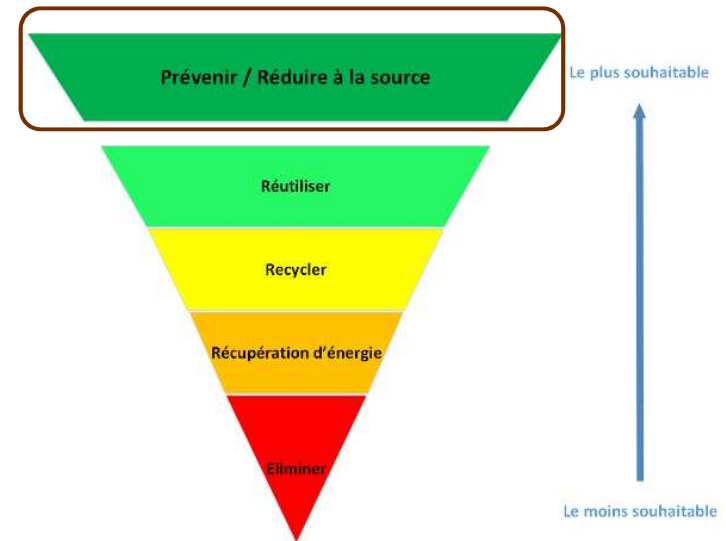 Prévenir / Réduire à la source
Le plus souhaitable
Réutiliser
Recycler
Récupération d'énergie
Eliminer
Le moins souhaitable